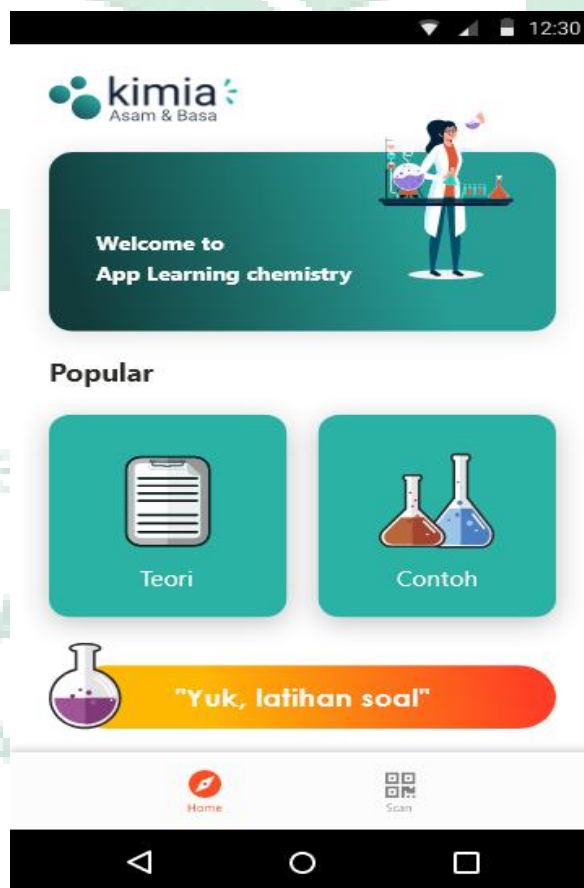 12:30
kimia
Asam & Basa
Welcome to
App Learning chemistry
Popular
Teori
Contoh
"Yuk, latihan soal"
Home
Scan